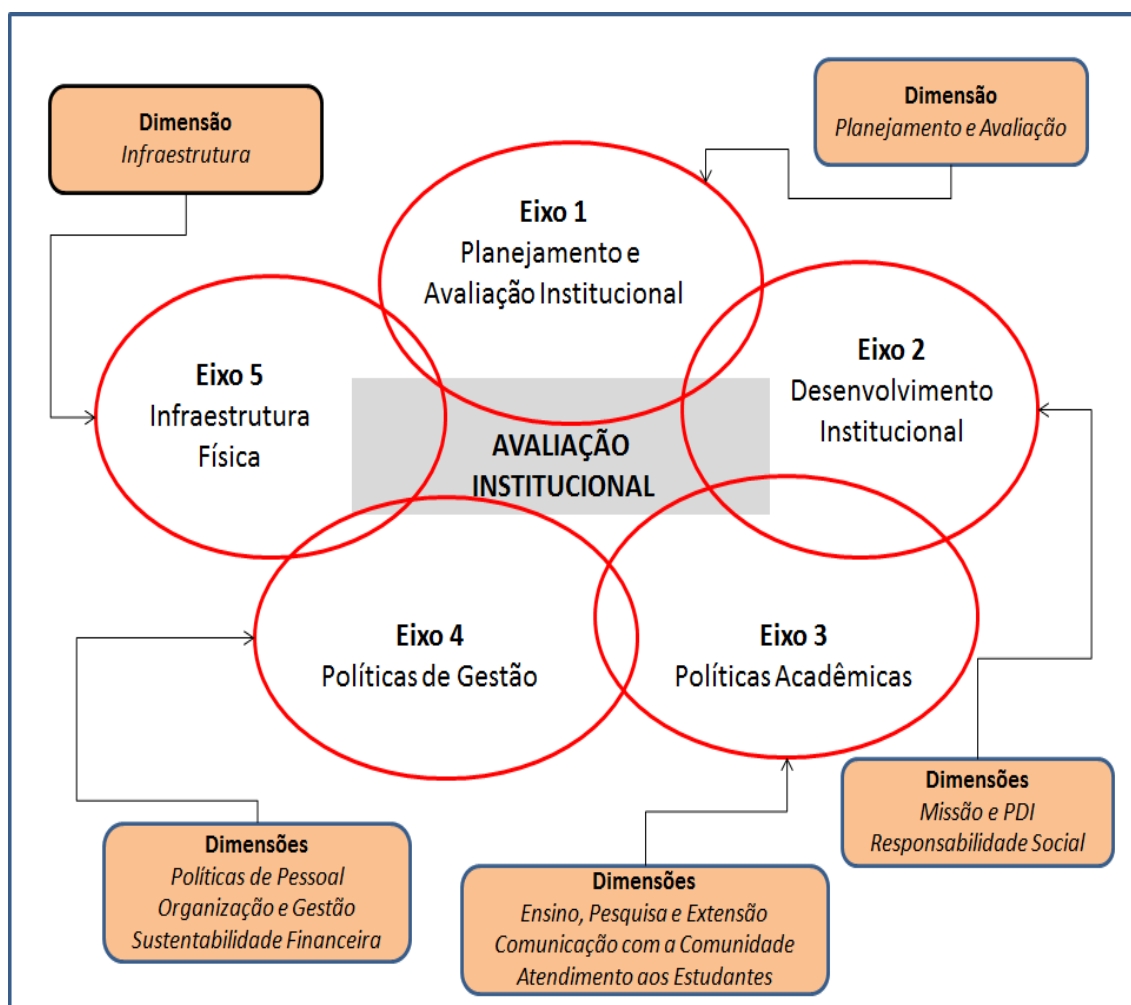 Dimensão
Infraestrutura
Dimensão
Planejamento e Avaliação
Eixo 1
Planejamento e
Avaliação Institucional
Eixo 5
Infraestrutura
Física
Eixo 2
Desenvolvimento
Institucional
AVALIAÇÃO
INSTITUCIONAL
Eixo 4
Políticas de Gestão
Eixo 3
Políticas Acadêmicas
Dimensões
Políticas de Pessoal
Organização e Gestão
Sustentabilidade Financeira
Dimensões
Ensino, Pesquisa e Extensão
Comunicação com a Comunidade
Atendimento aos Estudantes
Dimensões
Missão e PDI
Responsabilidade Social